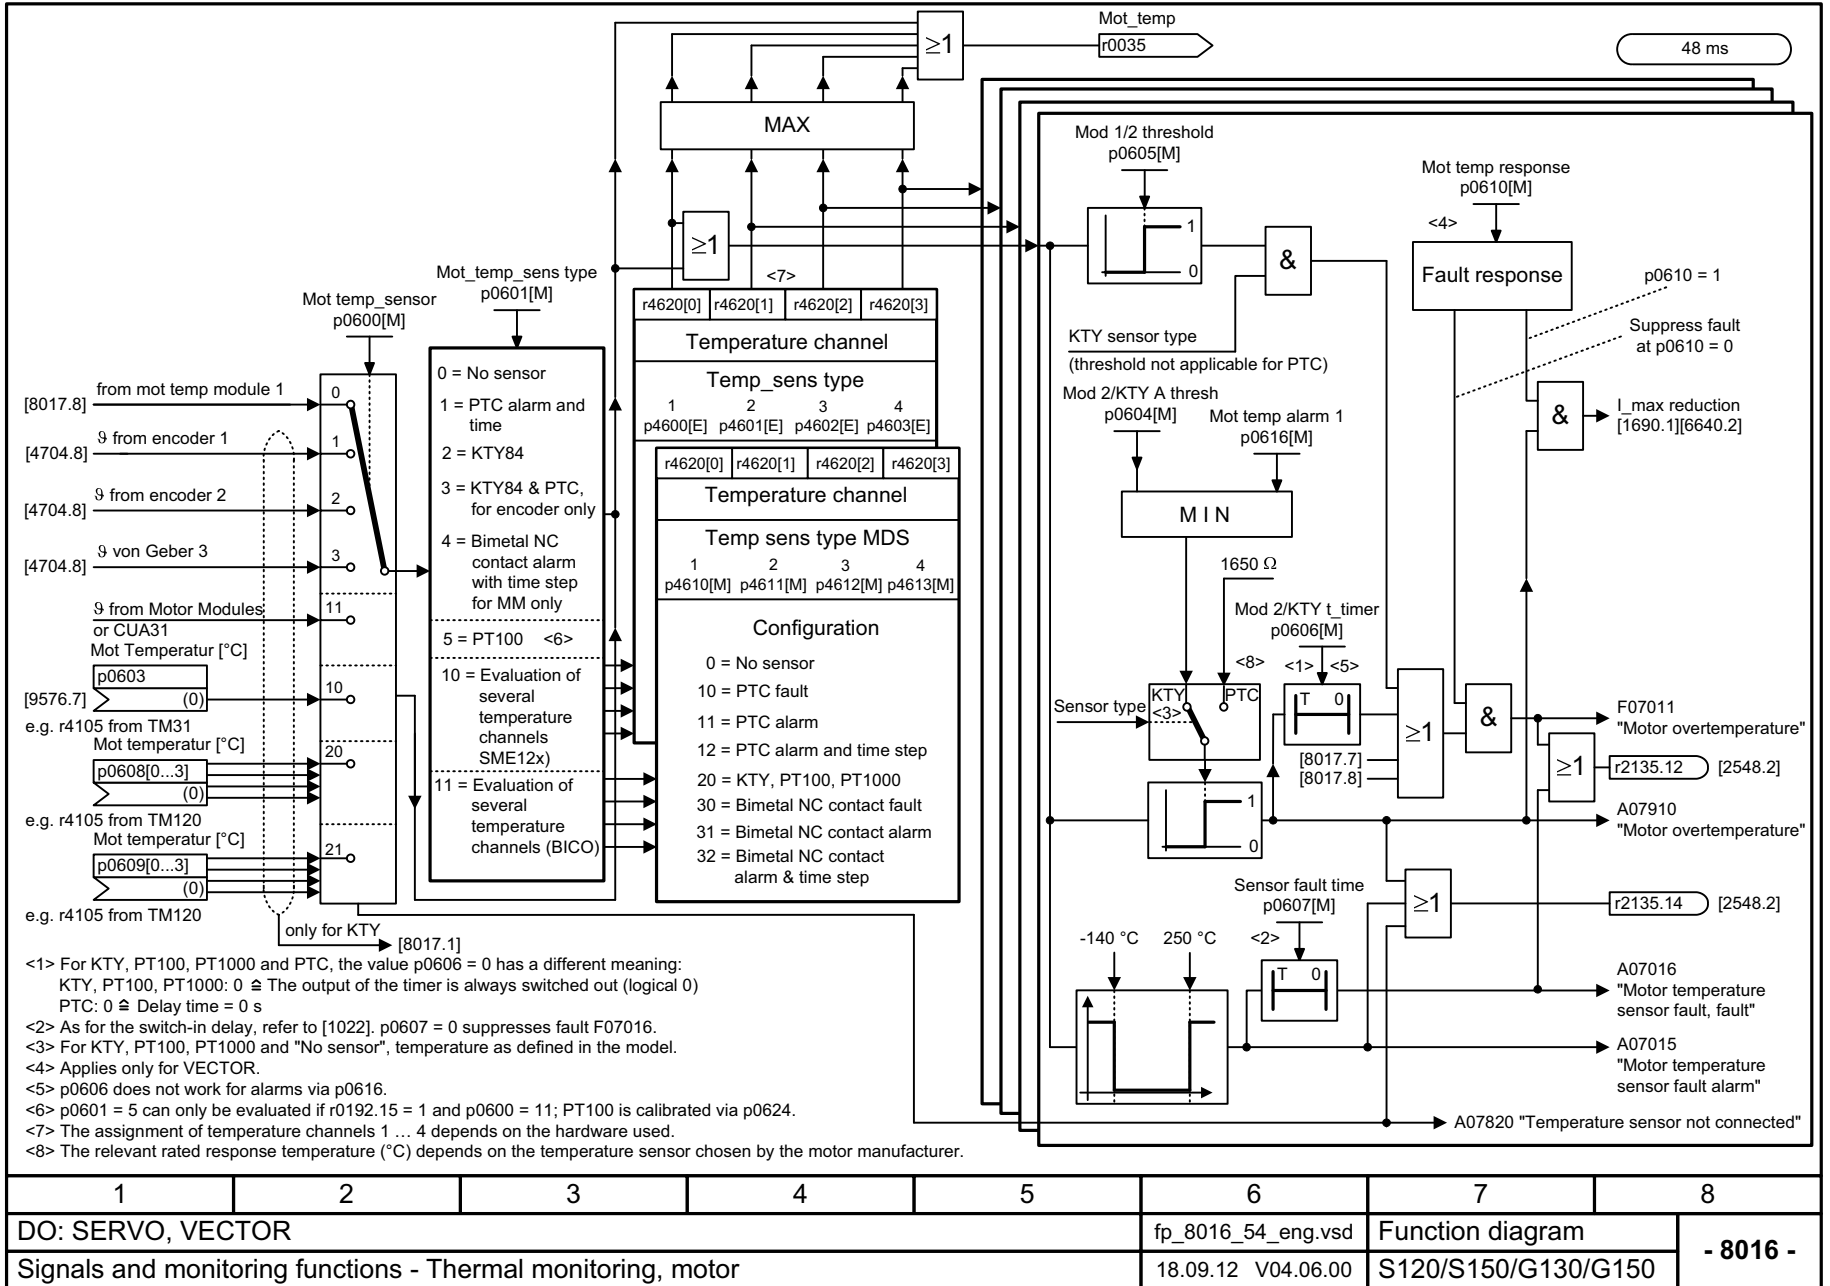 Mot_temp
r0035
48 ms
≥1
MAX
Mod 1/2 threshold
p0605[M]
Mot temp response
p0610[M]
<4>
1
0
&
Fault response
p0610 = 1
Suppress fault
at p0610 = 0
KTY sensor type
(threshold not applicable for PTC)
≥1
<7>
Mot_temp_sens type
p0601[M]
Mot temp_sensor
p0600[M]
r4620[0] r4620[1] r4620[2] r4620[3]
Temperature channel
Temp_sens type
1 2 3 4
p4600[E] p4601[E] p4602[E] p4603[E]
r4620[0] r4620[1] r4620[2] r4620[3]
Temperature channel
Temp sens type MDS
1 2 3 4
p4610[M] p4611[M] p4612[M] p4613[M]
Configuration
0 = No sensor
10 = PTC fault
11 = PTC alarm
12 = PTC alarm and time step
20 = KTY, PT100, PT1000
30 = Bimetal NC contact fault
31 = Bimetal NC contact alarm
32 = Bimetal NC contact
alarm & time step
0 = No sensor
1 = PTC alarm and
time
2 = KTY84
3 = KTY84 & PTC,
for encoder only
4 = Bimetal NC
contact alarm
with time step
for MM only
5 = PT100 <6>
10 = Evaluation of
several
temperature
channels
SME12x)
11 = Evaluation of
several
temperature
channels (BICO)
[8017.8] from mot temp module 1 0
[4704.8] ϑ from encoder 1 1
[4704.8] ϑ from encoder 2 2
[4704.8] ϑ von Geber 3 3
ϑ from Motor Modules 11
or CUA31
Mot Temperatur [°C]
p0603
[9576.7] (0) 10
e.g. r4105 from TM31
Mot temperatur [°C]
20
p0608[0...3]
(0)
e.g. r4105 from TM120
Mot temperatur [°C]
21
p0609[0...3]
(0)
e.g. r4105 from TM120
only for KTY
[8017.1]
Mod 2/KTY A thresh
p0604[M]
Mot temp alarm 1
p0616[M]
M I N
1650 Ω
&
I_max reduction
[1690.1][6640.2]
Mod 2/KTY t_timer
p0606[M]
<8> <1> <5>
Sensor type
KTY PTC
<3>
T 0
[8017.7]
[8017.8]
≥1
&
F07011
"Motor overtemperature"
≥1
r2135.12 [2548.2]
1
0
A07910
"Motor overtemperature"
Sensor fault time
p0607[M]
<2>
≥1
r2135.14 [2548.2]
-140 °C 250 °C
T 0
A07016
"Motor temperature
sensor fault, fault"
A07015
"Motor temperature
sensor fault alarm"
A07820 "Temperature sensor not connected"
<1> For KTY, PT100, PT1000 and PTC, the value p0606 = 0 has a different meaning:
KTY, PT100, PT1000: 0 ≙ The output of the timer is always switched out (logical 0)
PTC: 0 ≙ Delay time = 0 s
<2> As for the switch-in delay, refer to [1022]. p0607 = 0 suppresses fault F07016.
<3> For KTY, PT100, PT1000 and "No sensor", temperature as defined in the model.
<4> Applies only for VECTOR.
<5> p0606 does not work for alarms via p0616.
<6> p0601 = 5 can only be evaluated if r0192.15 = 1 and p0600 = 11; PT100 is calibrated via p0624.
<7> The assignment of temperature channels 1 … 4 depends on the hardware used.
<8> The relevant rated response temperature (°C) depends on the temperature sensor chosen by the motor manufacturer.
1 2 3 4 5 6 7 8
DO: SERVO, VECTOR fp_8016_54_eng.vsd Function diagram
- 8016 -
Signals and monitoring functions - Thermal monitoring, motor 18.09.12 V04.06.00 S120/S150/G130/G150